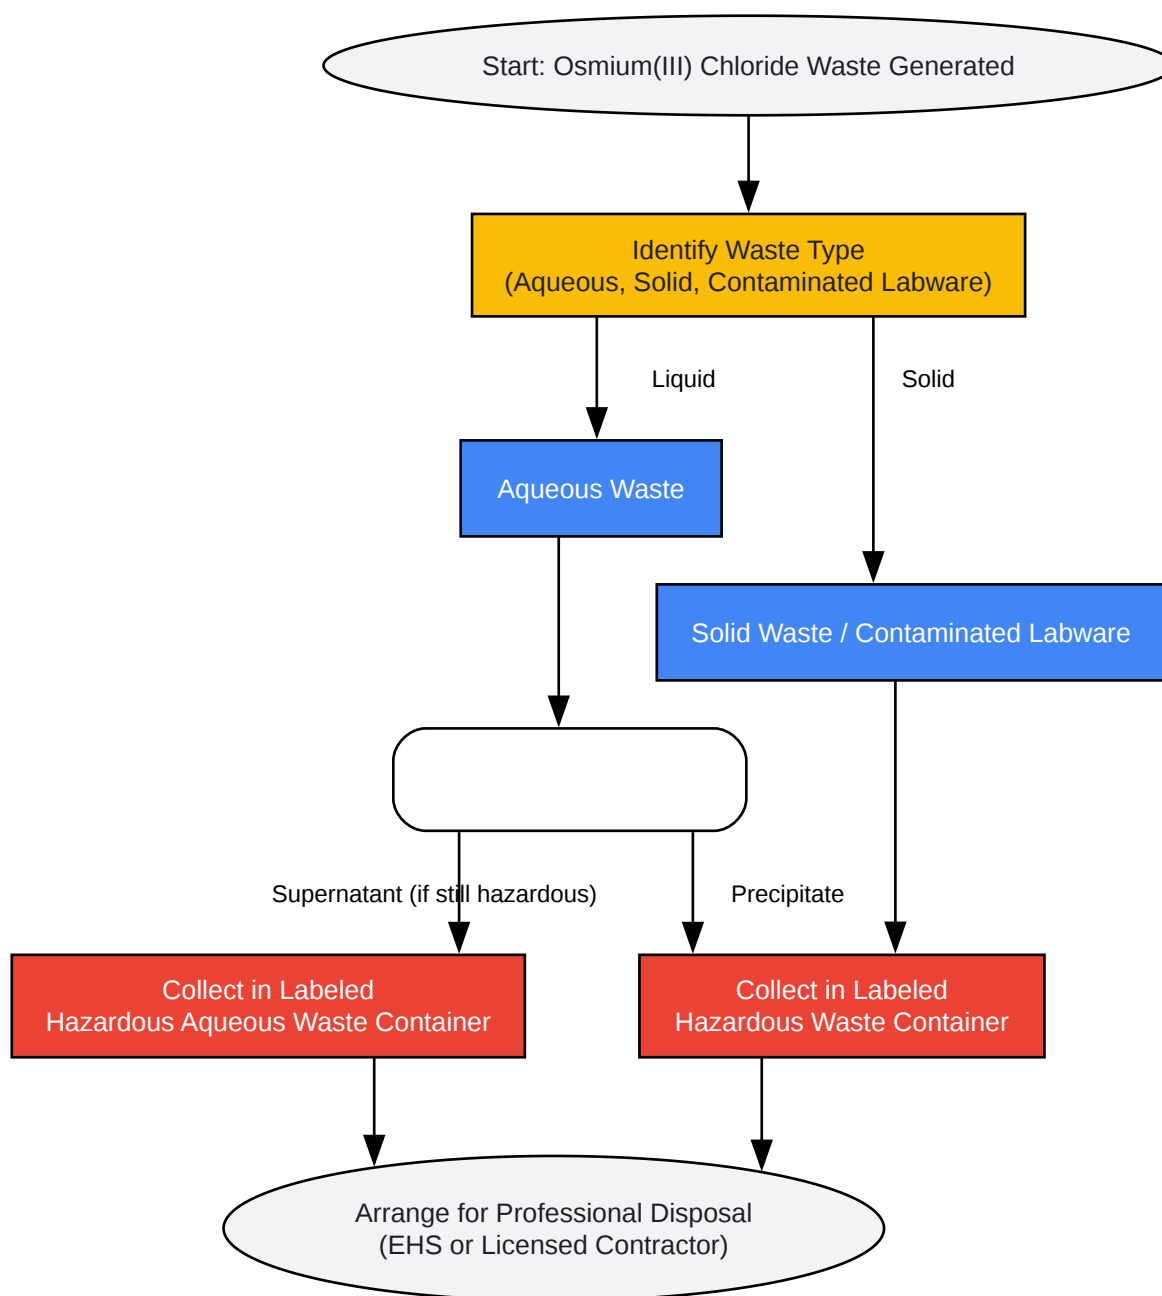 Start: Osmium(III) Chloride Waste Generated
Identify Waste Type
(Aqueous, Solid, Contaminated Labware)
Liquid
Solid
Aqueous Waste
Solid Waste / Contaminated Labware
Supernatant (if still hazardous)
Precipitate
Collect in Labeled
Hazardous Aqueous Waste Container
Collect in Labeled
Hazardous Waste Container
Arrange for Professional Disposal
(EHS or Licensed Contractor)